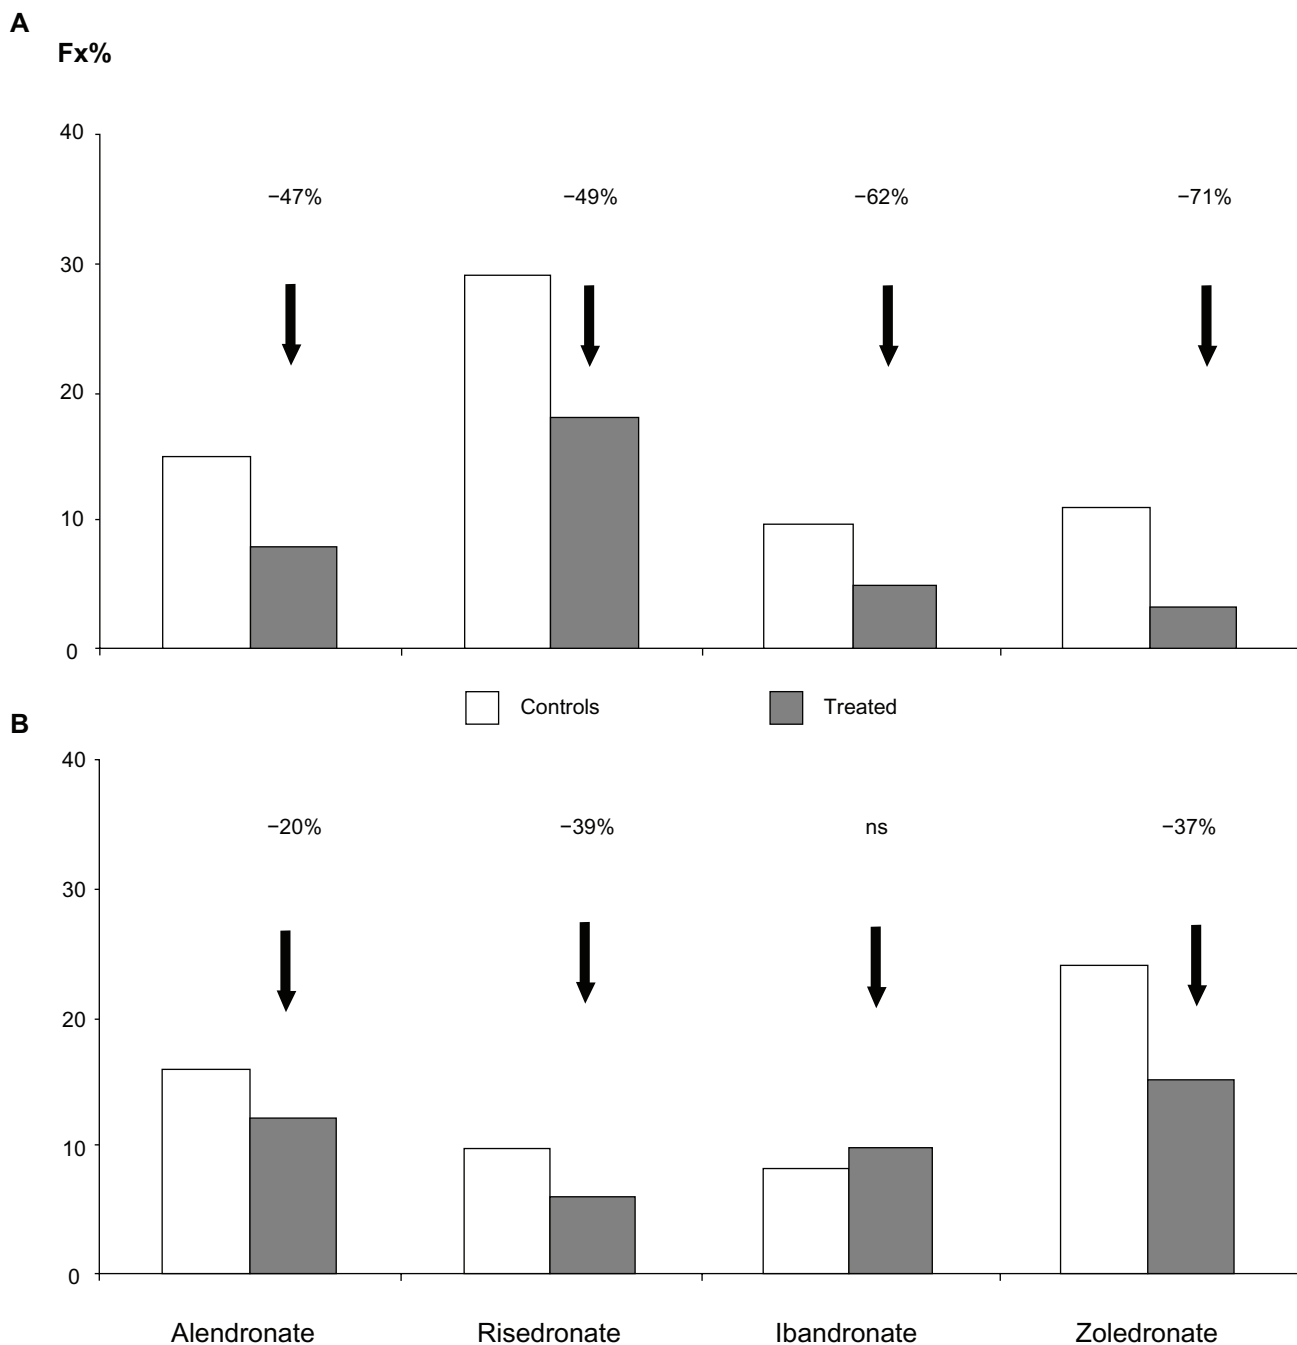 A
Fx%
40
−47% −49% −62% −71%
30
20
10
0
Controls Treated
B
40
−20% −39% ns −37%
30
20
10
0
Alendronate Risedronate Ibandronate Zoledronate